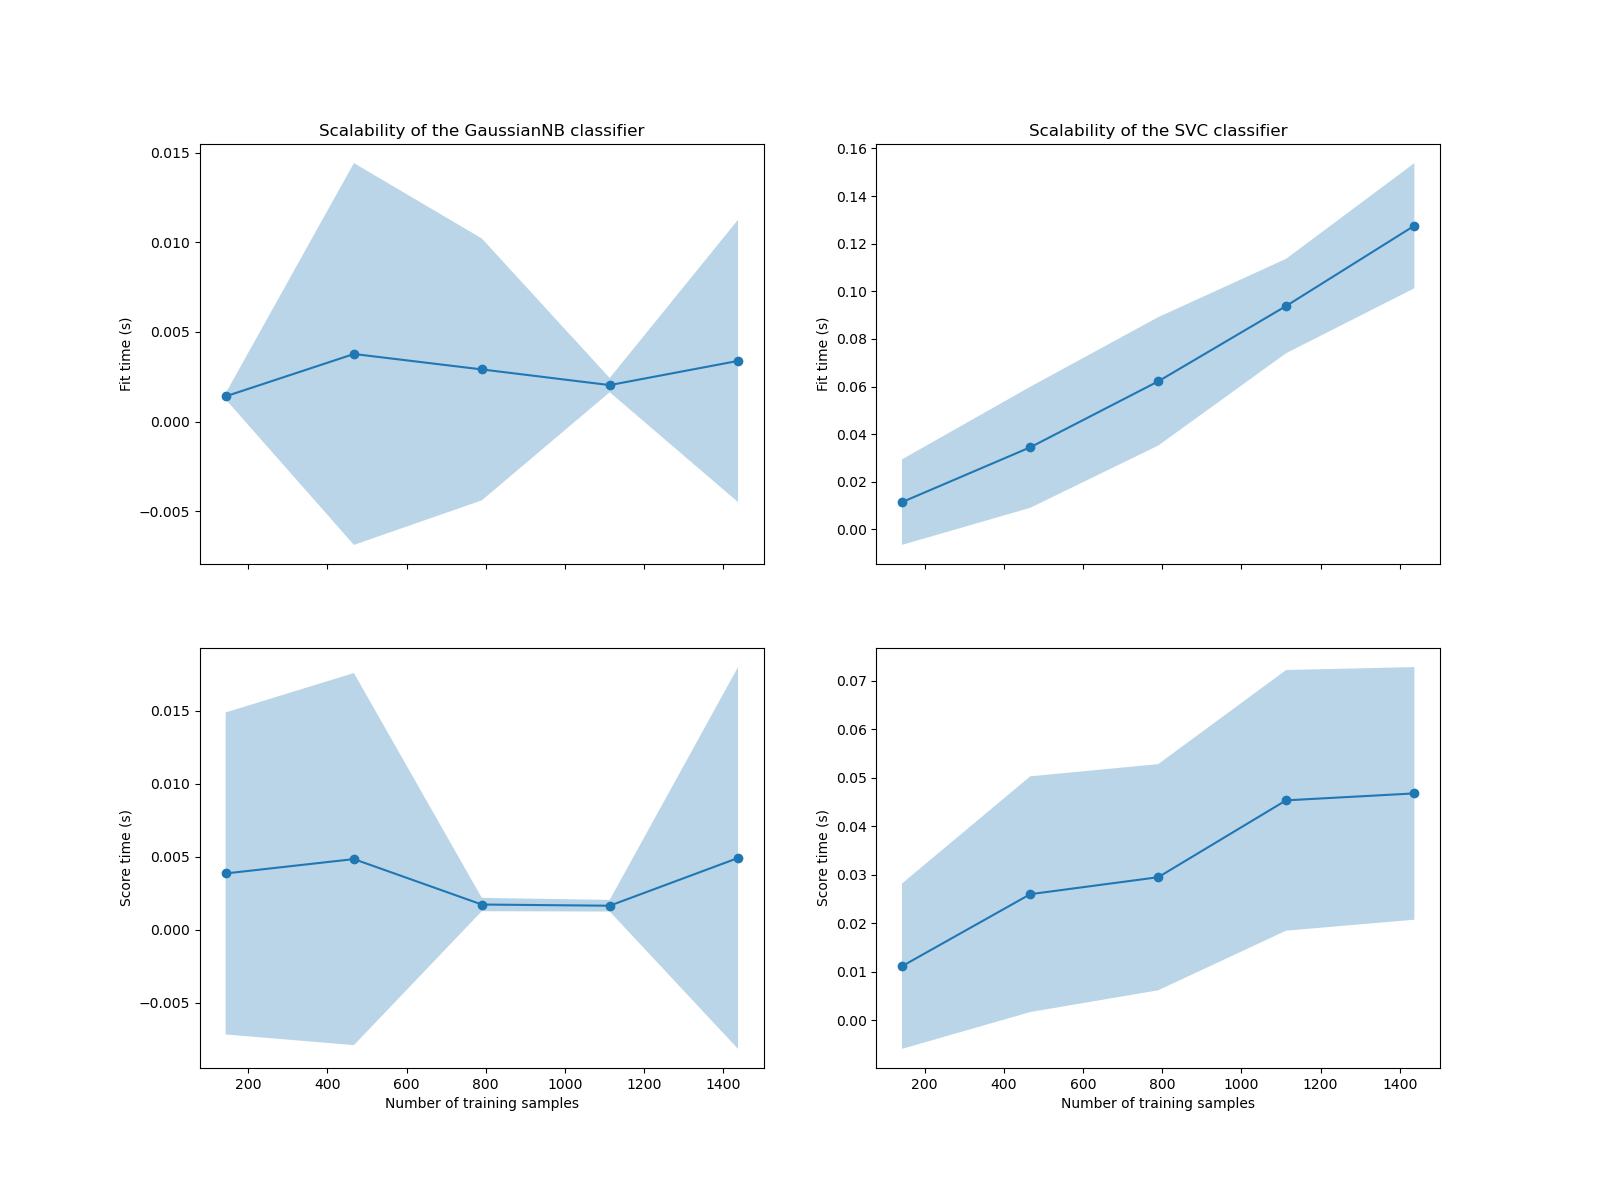 Scalability of the GaussianNB classifier
Fit time (s)
0.015
0.010
0.005
0.000
−0.005
Scalability of the SVC classifier
Fit time (s)
0.16
0.14
0.12
0.10
0.08
0.06
0.04
0.02
0.00
Score time (s)
0.015
0.010
0.005
0.000
−0.005
200 400 600 800 1000 1200 1400
Number of training samples
Score time (s)
0.07
0.06
0.05
0.04
0.03
0.02
0.01
0.00
200 400 600 800 1000 1200 1400
Number of training samples